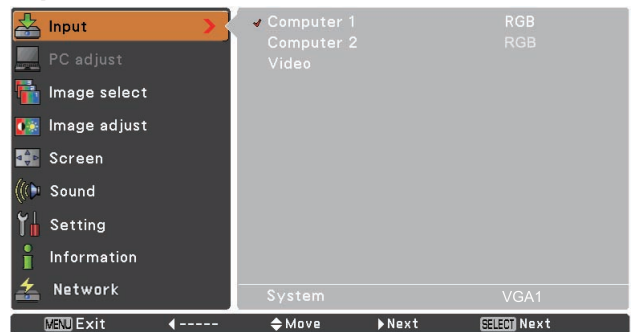 Input
PC adjust
Image select
Image adjust
Screen
Sound
Setting
Information
Network
Computer 1 RGB
Computer 2 RGB
Video
System VGA1
MENU Exit ----- Move Next SELECT Next